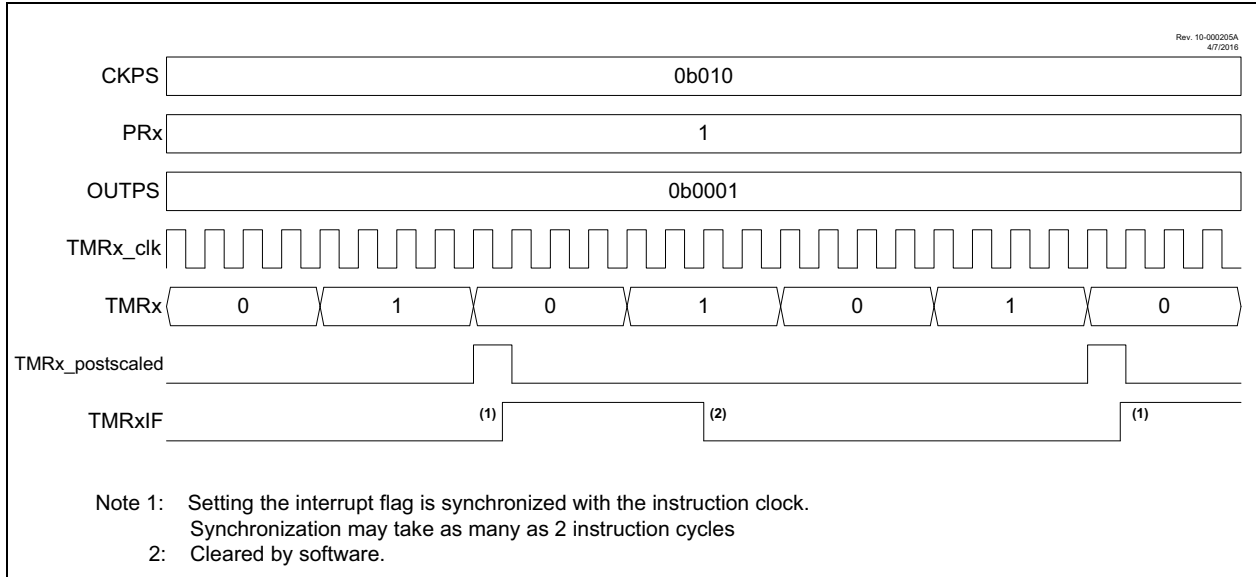 Rev. 10-000205A
4/7/2016
CKPS 0b010
PRx 1
OUTPS 0b0001
TMRx_clk
TMRx 0 1 0 1 0 1 0
TMRx_postscaled
TMRxIF (1) (2) (1)
Note 1: Setting the interrupt flag is synchronized with the instruction clock.
Synchronization may take as many as 2 instruction cycles
2: Cleared by software.